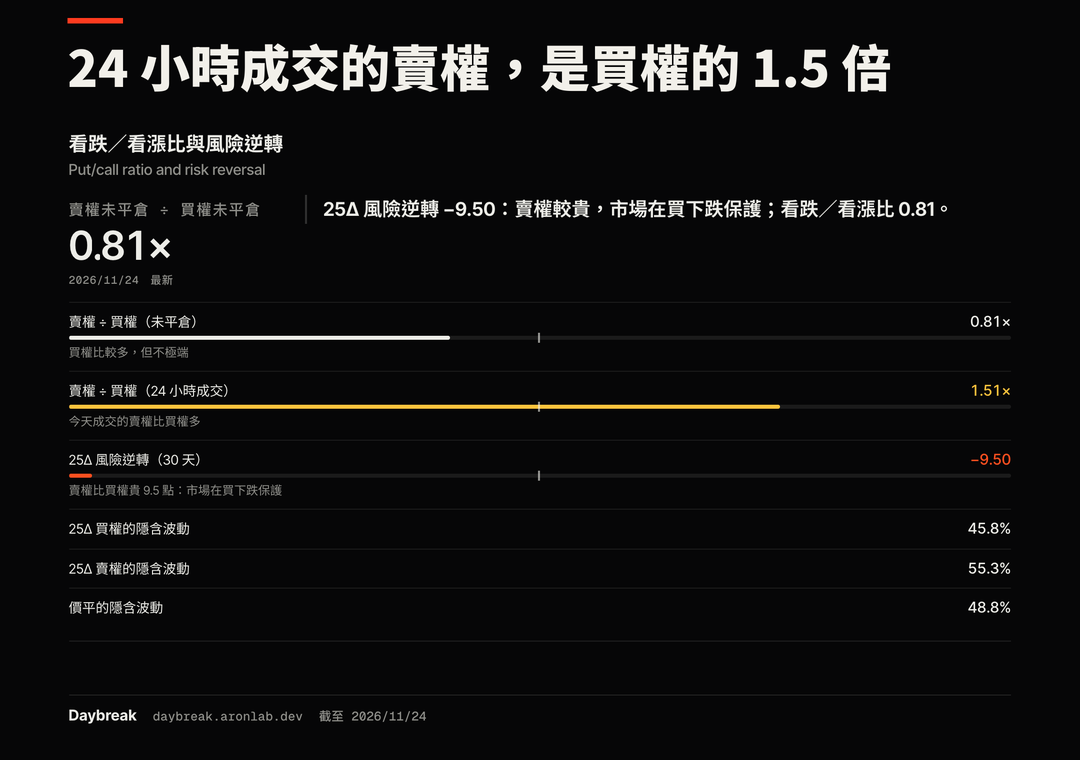 24 小時成交的賣權，是買權的 1.5 倍
看跌／看漲比與風險逆轉
Put/call ratio and risk reversal
賣權未平倉 ÷ 買權未平倉
25Δ 風險逆轉 −9.50：賣權較貴，市場在買下跌保護；看跌／看漲比 0.81。
0.81×
2026/11/24 最新
賣權 ÷ 買權（未平倉） 0.81×
買權比較多，但不極端
賣權 ÷ 買權（24 小時成交） 1.51×
今天成交的賣權比買權多
25Δ 風險逆轉（30 天） −9.50
賣權比買權貴 9.5 點：市場在買下跌保護
25Δ 買權的隱含波動 45.8%
25Δ 賣權的隱含波動 55.3%
價平的隱含波動 48.8%
Daybreak daybreak.aronlab.dev 截至 2026/11/24